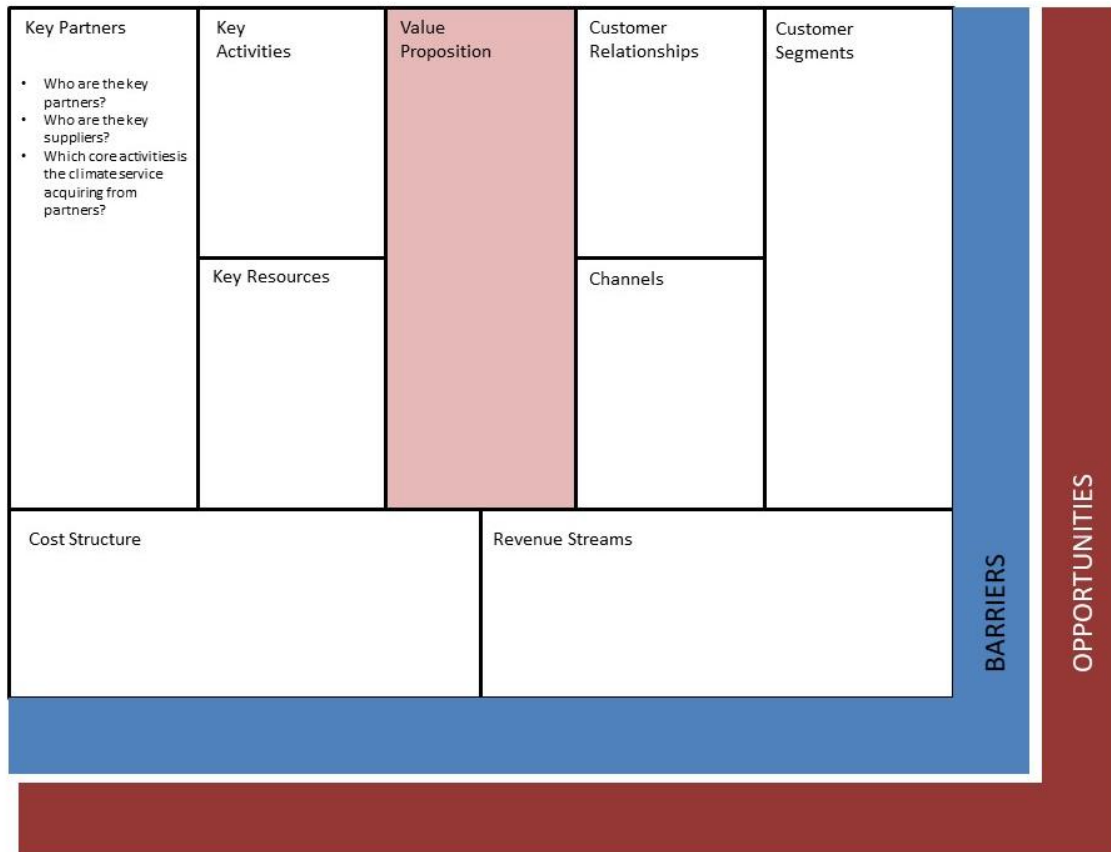 Key Partners
• Who are the key
partners?
• Who are the key
suppliers?
• Which core activities is
the climate service
acquiring from
partners?
Key
Activities
Key Resources
Value
Proposition
Customer
Relationships
Channels
Customer
Segments
Cost Structure
Revenue Streams
BARRIERS
OPPORTUNITIES